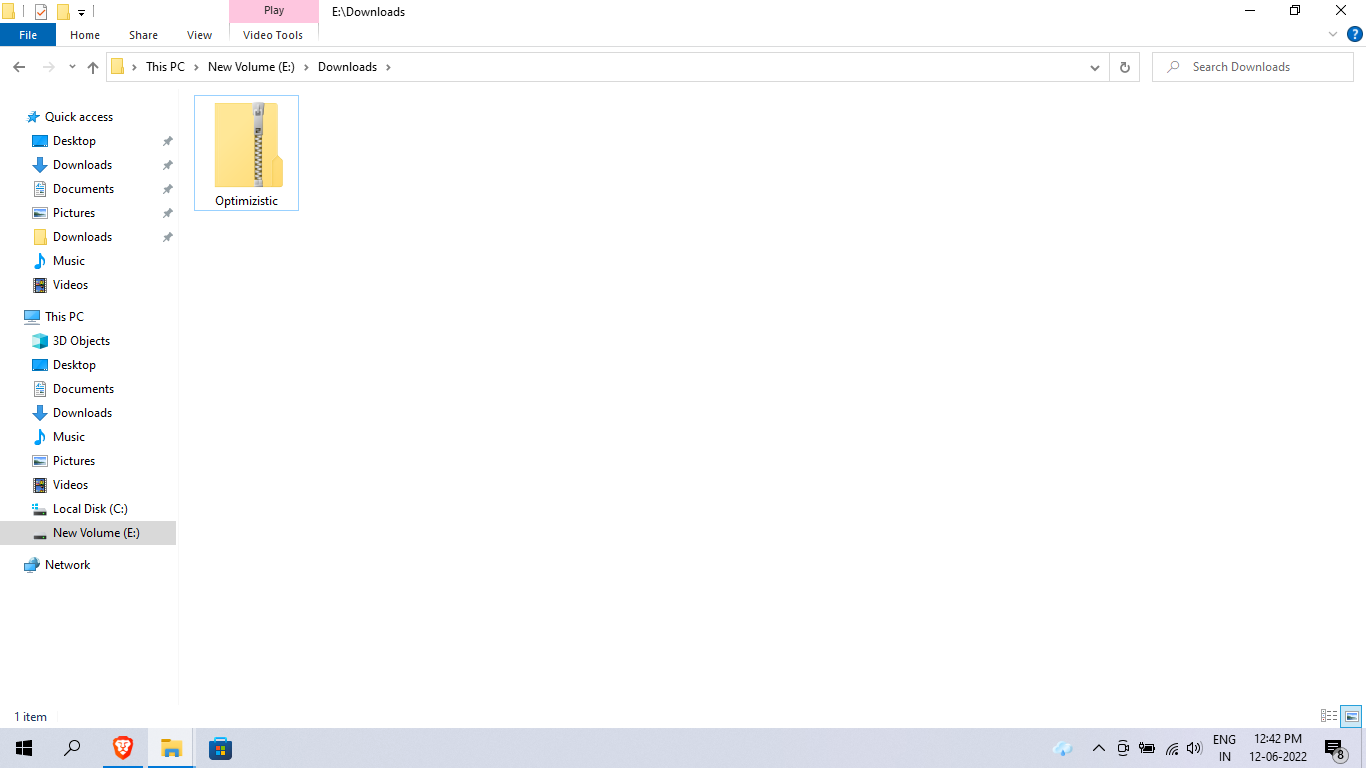 Play
E:\Downloads
File
Home
Share
View
Video Tools
?
This PC
New Volume (E:)
Downloads
Search Downloads
Quick access
Desktop
Downloads
Documents
Pictures
Downloads
Music
Videos
This PC
3D Objects
Desktop
Documents
Downloads
Music
Pictures
Videos
Local Disk (C:)
New Volume (E:)
Network
Optimizistic
1 item
ENG
IN
12:42 PM
12-06-2022
8